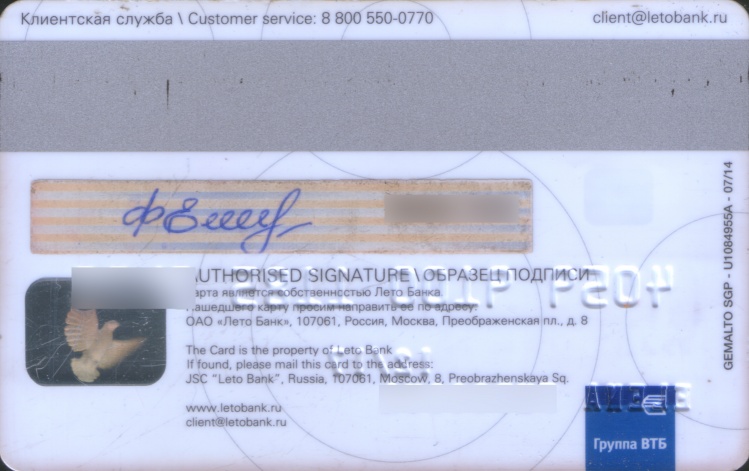 Клиентская служба \ Customer service: 8 800 550-0770
client@letobank.ru
AUTHORISED SIGNATURE \ ОБРАЗЕЦ ПОДПИСИ
Карта является собственностью Лето Банка.
Нашедшего карту просим направить ее по адресу:
ОАО «Лето Банк», 107061, Россия, Москва, Преображенская пл., д. 8
The Card is the property of Leto Bank
If found, please mail this card to the address:
JSC "Leto Bank", Russia, 107061, Moscow, 8, Preobrazhenskaya Sq.
www.letobank.ru
client@letobank.ru
Группа ВТБ
GEMALTO SGP - U1084955A - 07/14